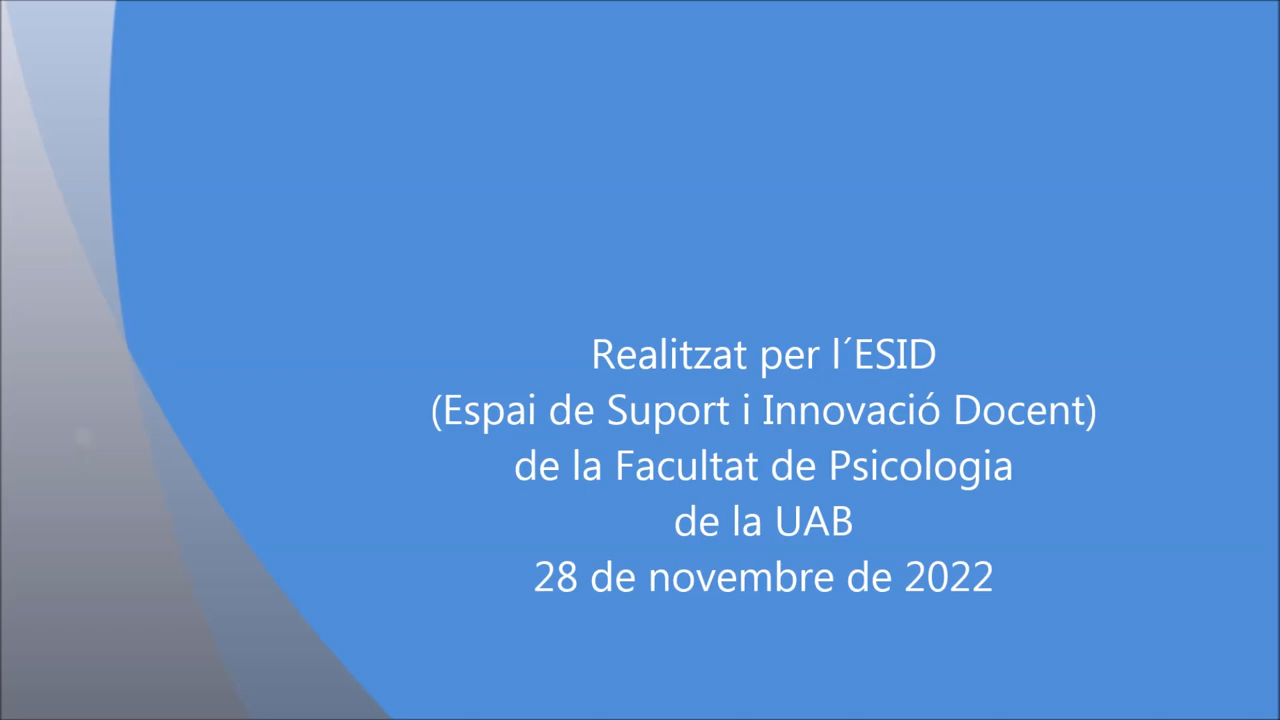 Realitzat per l´ESID
(Espai de Suport i Innovació Docent)
de la Facultat de Psicologia
de la UAB
28 de novembre de 2022